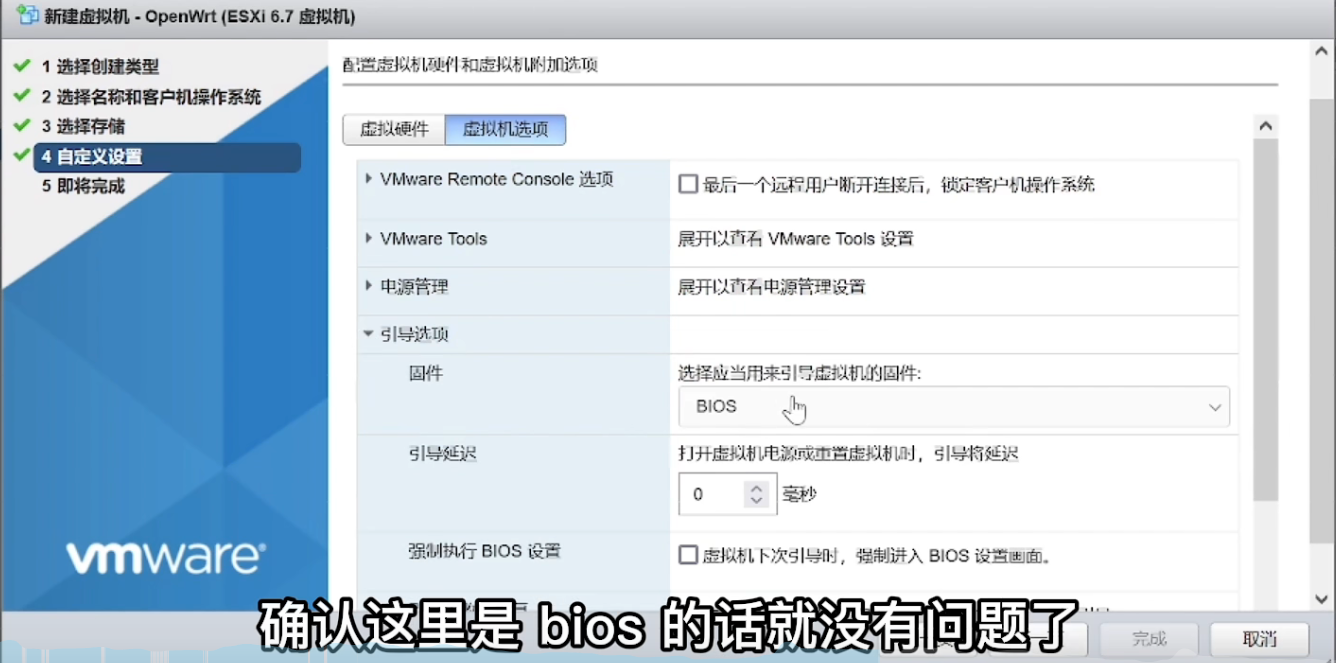 新建虚拟机 - OpenWrt (ESXi 6.7 虚拟机)
1 选择创建类型
2 选择名称和客户机操作系统
3 选择存储
4 自定义设置
5 即将完成
vmware®
配置虚拟机硬件和虚拟机附加选项
虚拟硬件 虚拟机选项
VMware Remote Console 选项 最后一个远程用户断开连接后，锁定客户机操作系统
VMware Tools 展开以查看 VMware Tools 设置
电源管理 展开以查看电源管理设置
引导选项
固件 选择应当用来引导虚拟机的固件:
BIOS
引导延迟 打开虚拟机电源或重置虚拟机时，引导将延迟
0 毫秒
强制执行 BIOS 设置 虚拟机下次引导时，强制进入 BIOS 设置画面。
确认这里是 bios 的话就没有问题了
完成 取消